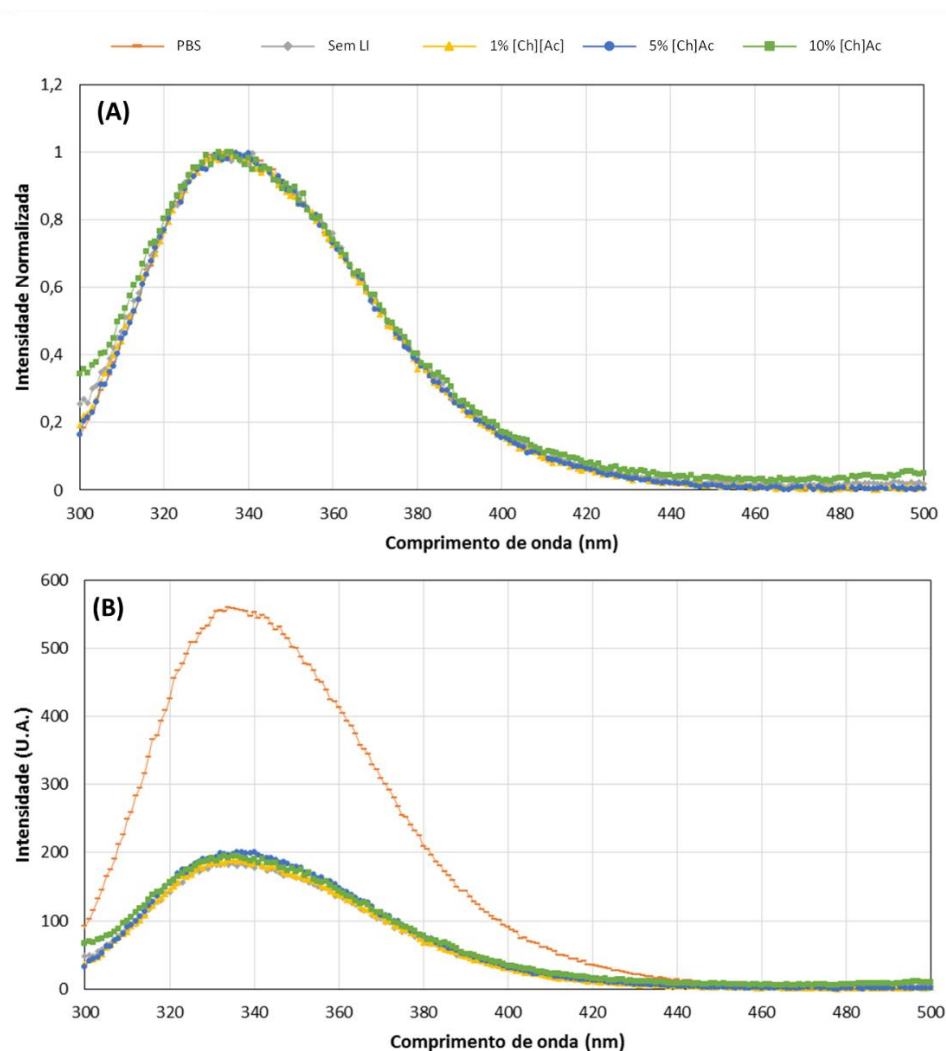 PBS Sem LI 1% [Ch][Ac] 5% [Ch]Ac 10% [Ch]Ac
(A)
Intensidade Normalizada
1,2
1
0,8
0,6
0,4
0,2
0
300 320 340 360 380 400 420 440 460 480 500
Comprimento de onda (nm)
(B)
Intensidade (U.A.)
600
500
400
300
200
100
0
300 320 340 360 380 400 420 440 460 480 500
Comprimento de onda (nm)